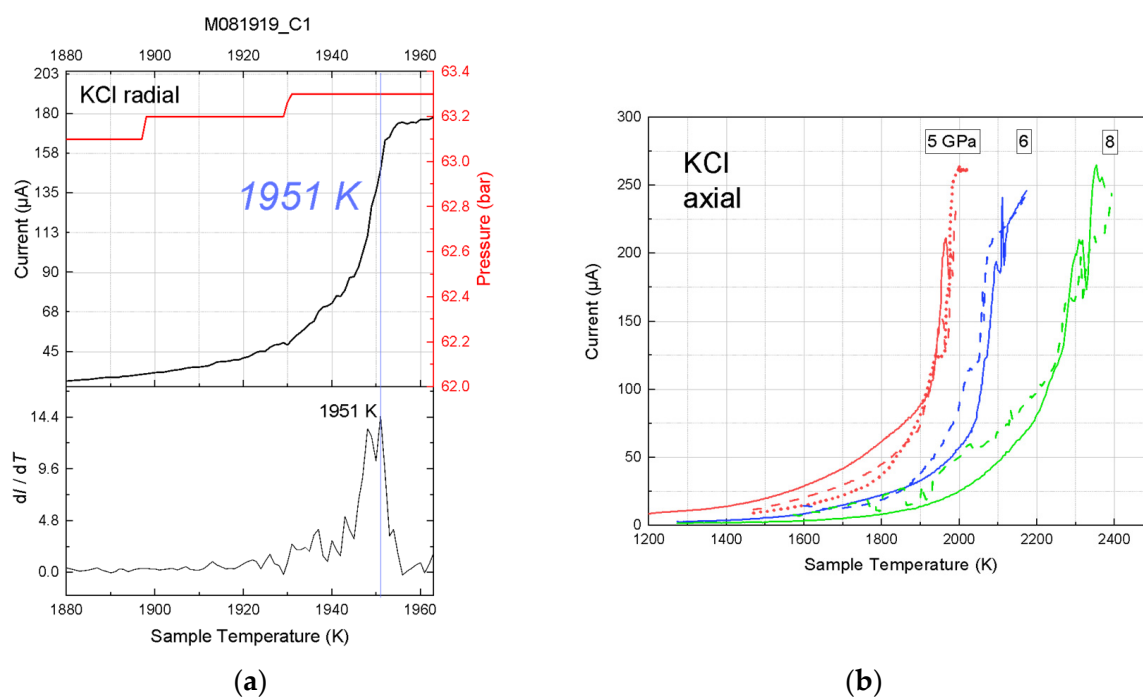 M081919_C1
1880 1900 1920 1940 1960
203 180 158 135 113 90 68 45
Current (µA)
KCl radial
1951 K
63.4 63.2 63.0 62.8 62.6 62.4 62.2 62.0
Pressure (bar)
14.4 9.6 4.8 0.0
dI / dT
1951 K
1880 1900 1920 1940 1960
Sample Temperature (K)
(a)
300 250 200 150 100 50 0
Current (µA)
KCl
axial
5 GPa 6 8
1200 1400 1600 1800 2000 2200 2400
Sample Temperature (K)
(b)